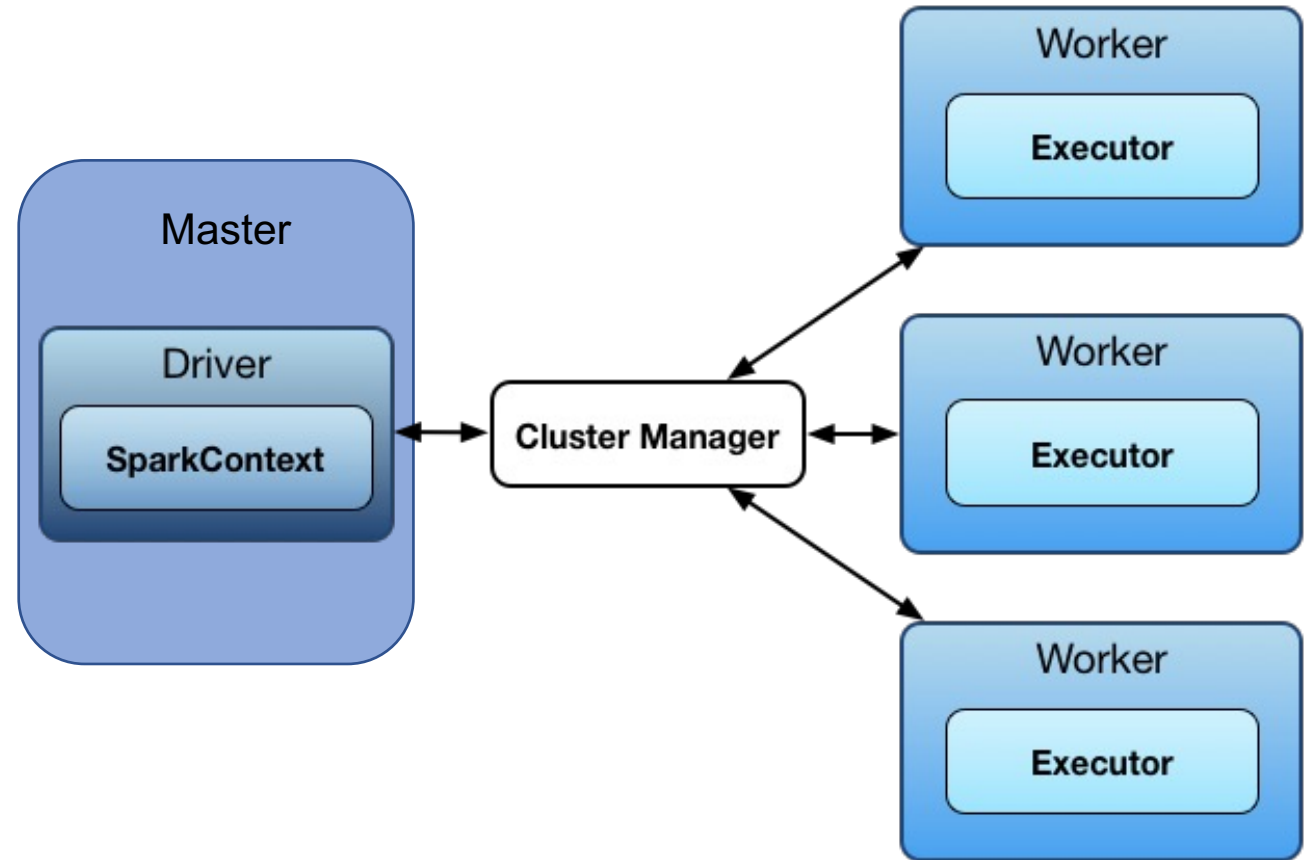 Master
Driver
SparkContext
Cluster Manager
Worker
Executor
Worker
Executor
Worker
Executor